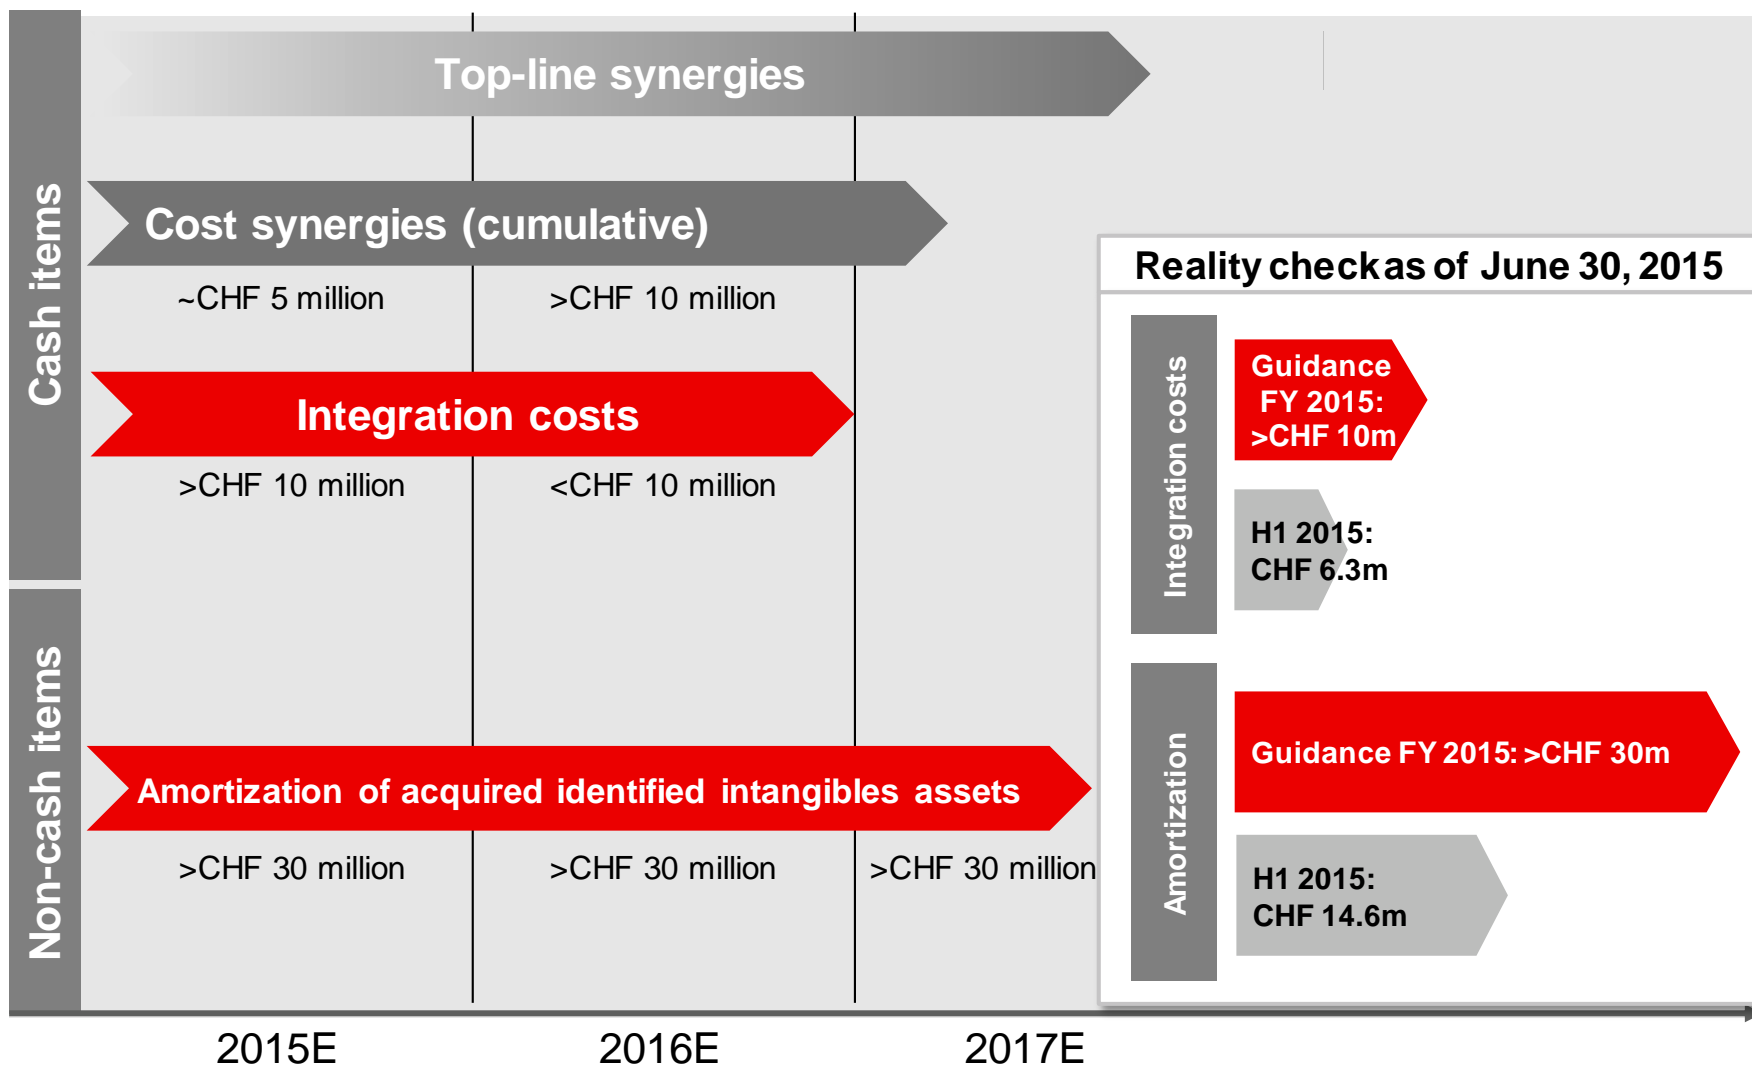 Cash items
Top-line synergies
Cost synergies (cumulative)
~CHF 5 million
>CHF 10 million
Integration costs
>CHF 10 million
<CHF 10 million
Non-cash items
Amortization of acquired identified intangibles assets
>CHF 30 million
>CHF 30 million
>CHF 30 million
2015E
2016E
2017E
Reality check as of June 30, 2015
Integration costs
Guidance
FY 2015:
>CHF 10m
H1 2015:
CHF 6.3m
Amortization
Guidance FY 2015: >CHF 30m
H1 2015:
CHF 14.6m